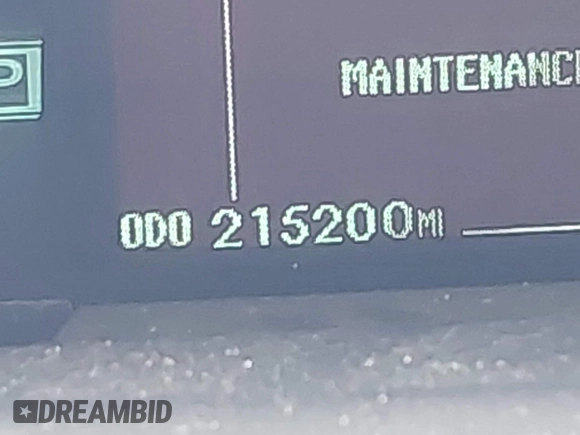 P
MAINTENANC
ODO 215200MI
DREAMBID